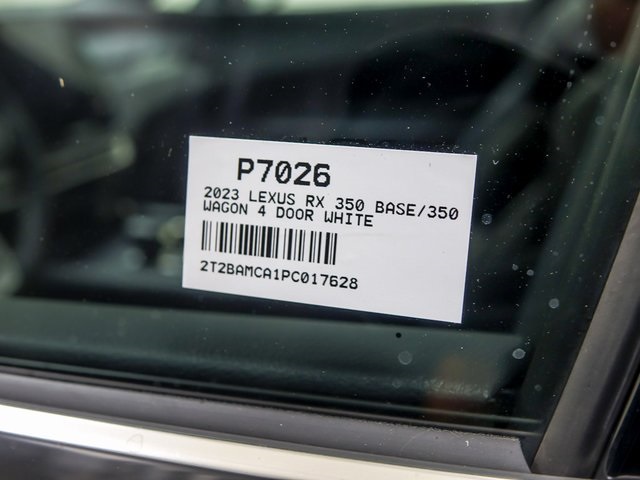 P7026
2023 LEXUS RX 350 BASE/350
WAGON 4 DOOR WHITE
2T2BAMCA1PC017628